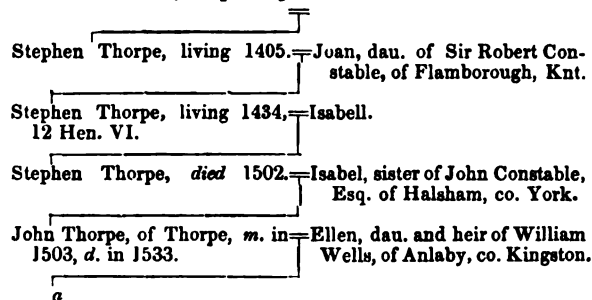 Stephen Thorpe, living 1405.=Joan, dau. of Sir Robert Con-
stable, of Flamborough, Knt.
Stephen Thorpe, living 1434,=Isabell.
12 Hen. VI.
Stephen Thorpe, died 1502.=Isabel, sister of John Constable,
Esq. of Halsham, co. York.
John Thorpe, of Thorpe, m. in=Ellen, dau. and heir of William
1503, d. in 1533. Wells, of Anlaby, co. Kingston.
a